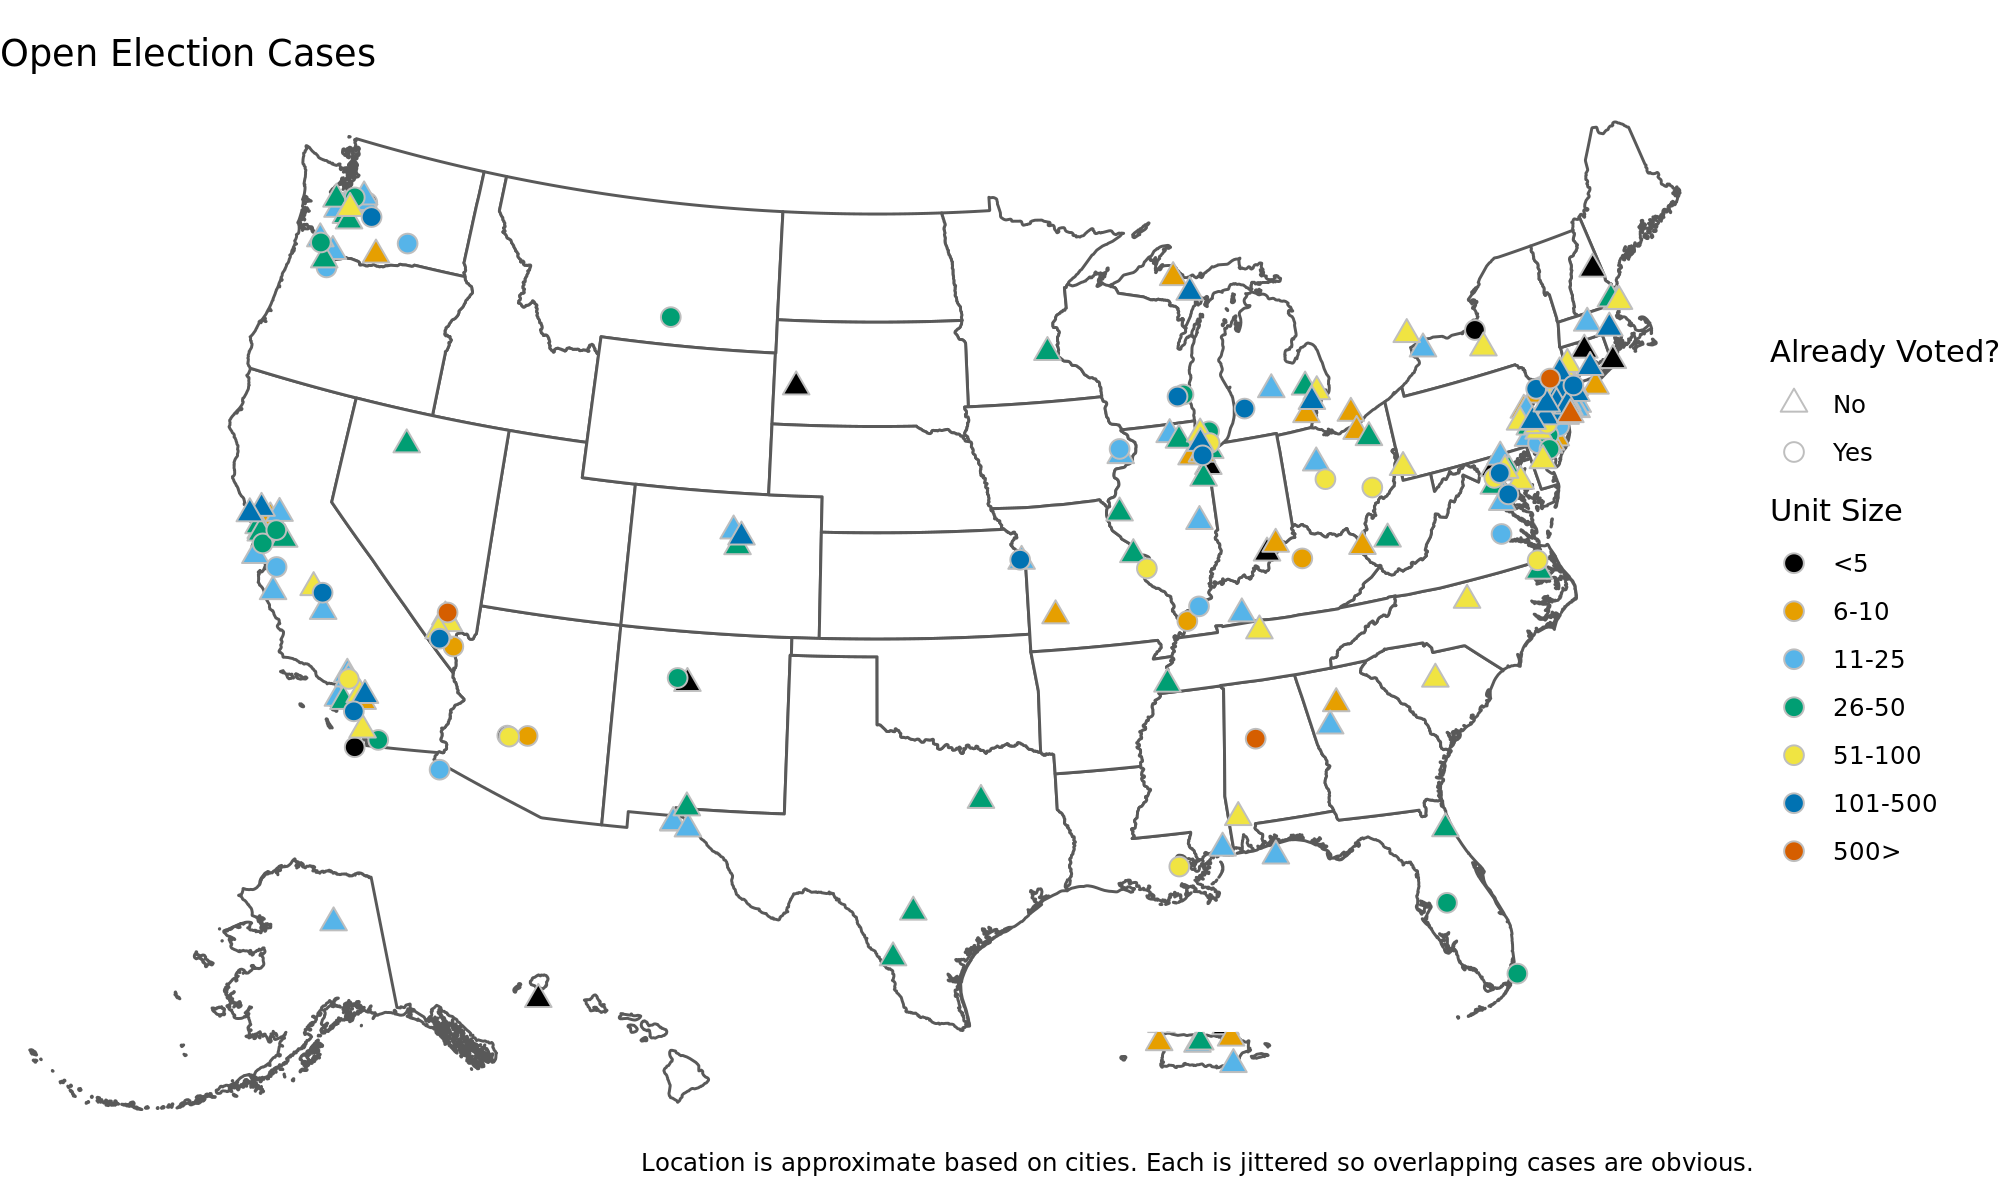 Open Election Cases
Already Voted?
No
Yes
Unit Size
<5
6-10
11-25
26-50
51-100
101-500
500>
Location is approximate based on cities. Each is jittered so overlapping cases are obvious.